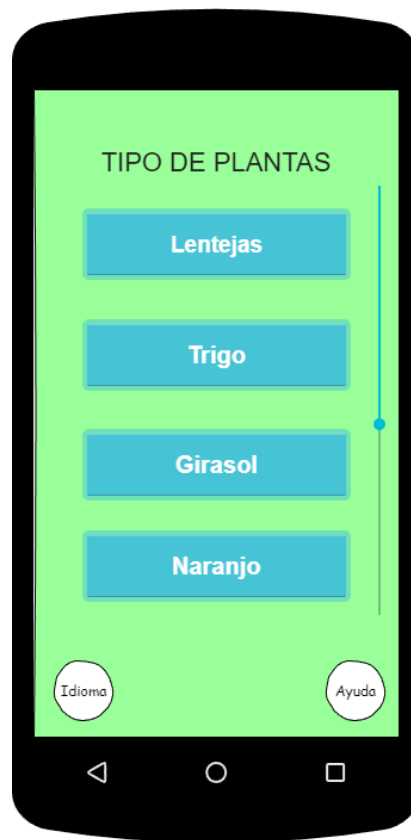 TIPO DE PLANTAS
Lentejas
Trigo
Girasol
Naranjo
Idioma
Ayuda